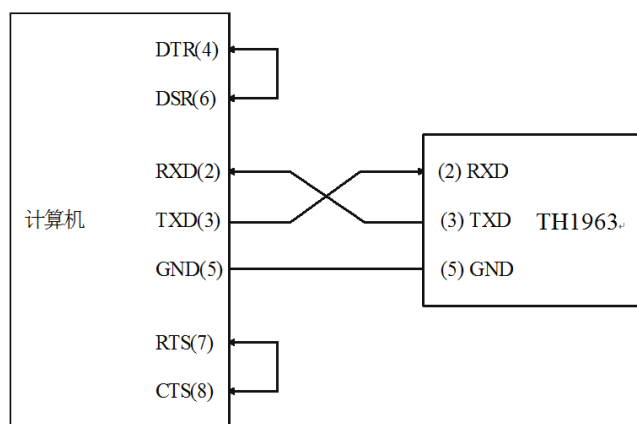 DTR(4)
DSR(6)
RXD(2)
(2) RXD
计算机
TXD(3)
(3) TXD
TH1963
GND(5)
(5) GND
RTS(7)
CTS(8)